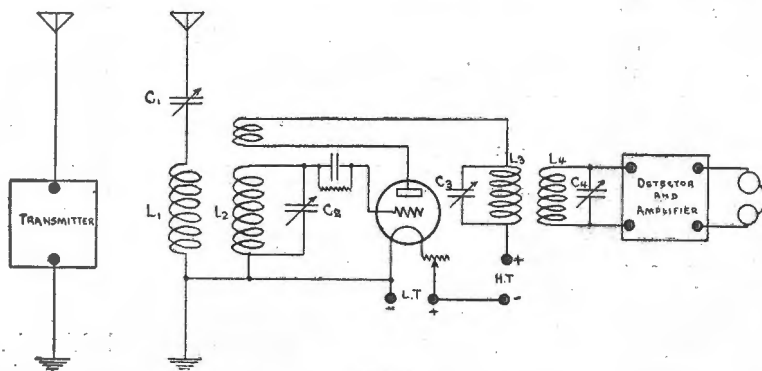 TRANSMITTER
C1
L1
L2
C2
C3
L3
L4
C4
DETECTOR
AND
AMPLIFIER
+
H.T
-
- L.T +